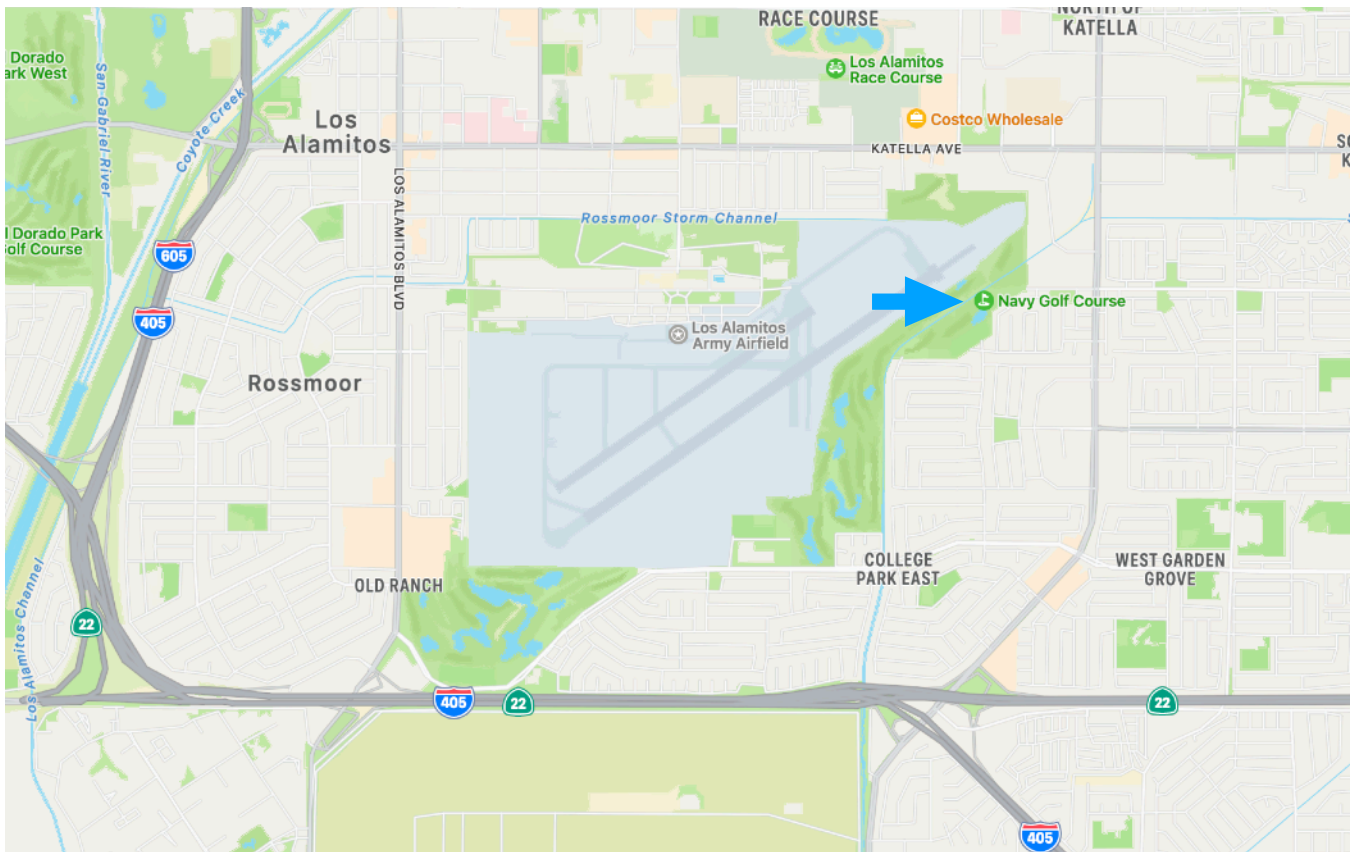 RACE COURSE
NORTH OF
KATELLA
Dorado
ark West
Los Alamitos
Race Course
San Gabriel River
Coyote Creek
Los
Alamitos
Costco Wholesale
KATELLA AVE
LOS ALAMITOS BLVD
Rossmoor Storm Channel
l Dorado Park
Golf Course
605
405
Navy Golf Course
Los Alamitos
Army Airfield
Rossmoor
COLLEGE
PARK EAST
WEST GARDEN
GROVE
OLD RANCH
Los Alamitos Channel
22
405
22
22
405